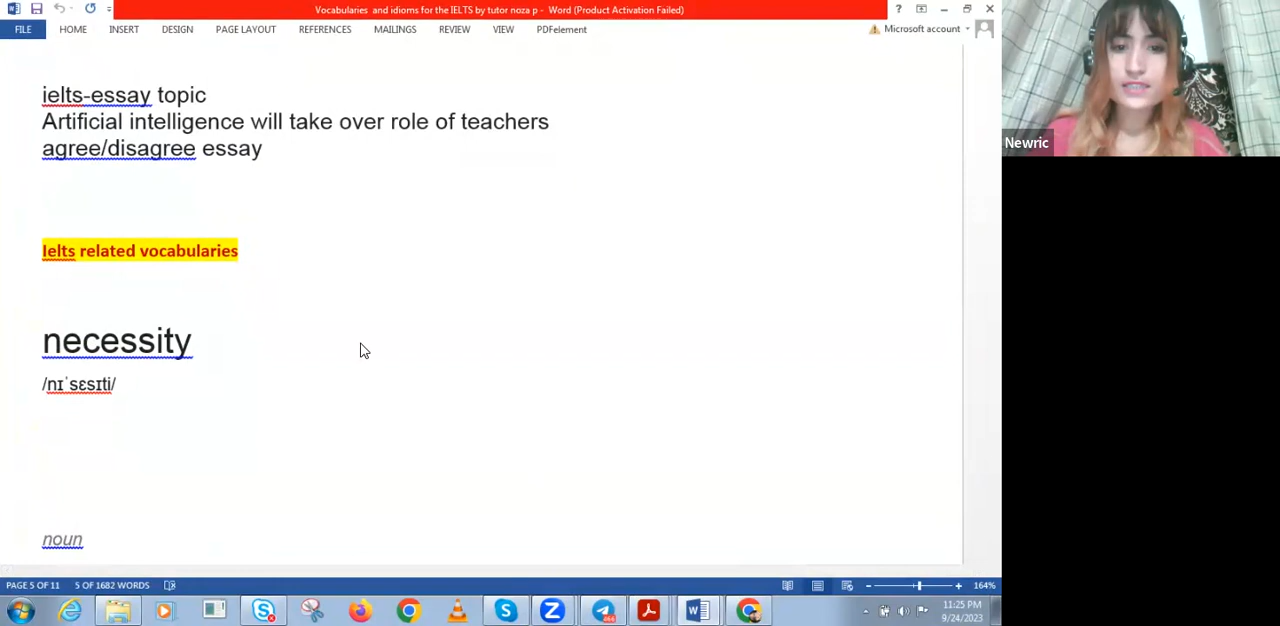 Vocabularies and idioms for the IELTS by tutor noza p - Word (Product Activation Failed)
FILE HOME INSERT DESIGN PAGE LAYOUT REFERENCES MAILINGS REVIEW VIEW PDFelement Microsoft account
ielts-essay topic
Artificial intelligence will take over role of teachers
agree/disagree essay
Newric
Ielts related vocabularies
necessity
/nɪˈsɛsɪti/
noun
PAGE 5 OF 11 5 OF 1682 WORDS 164%
11:25 PM
9/24/2023